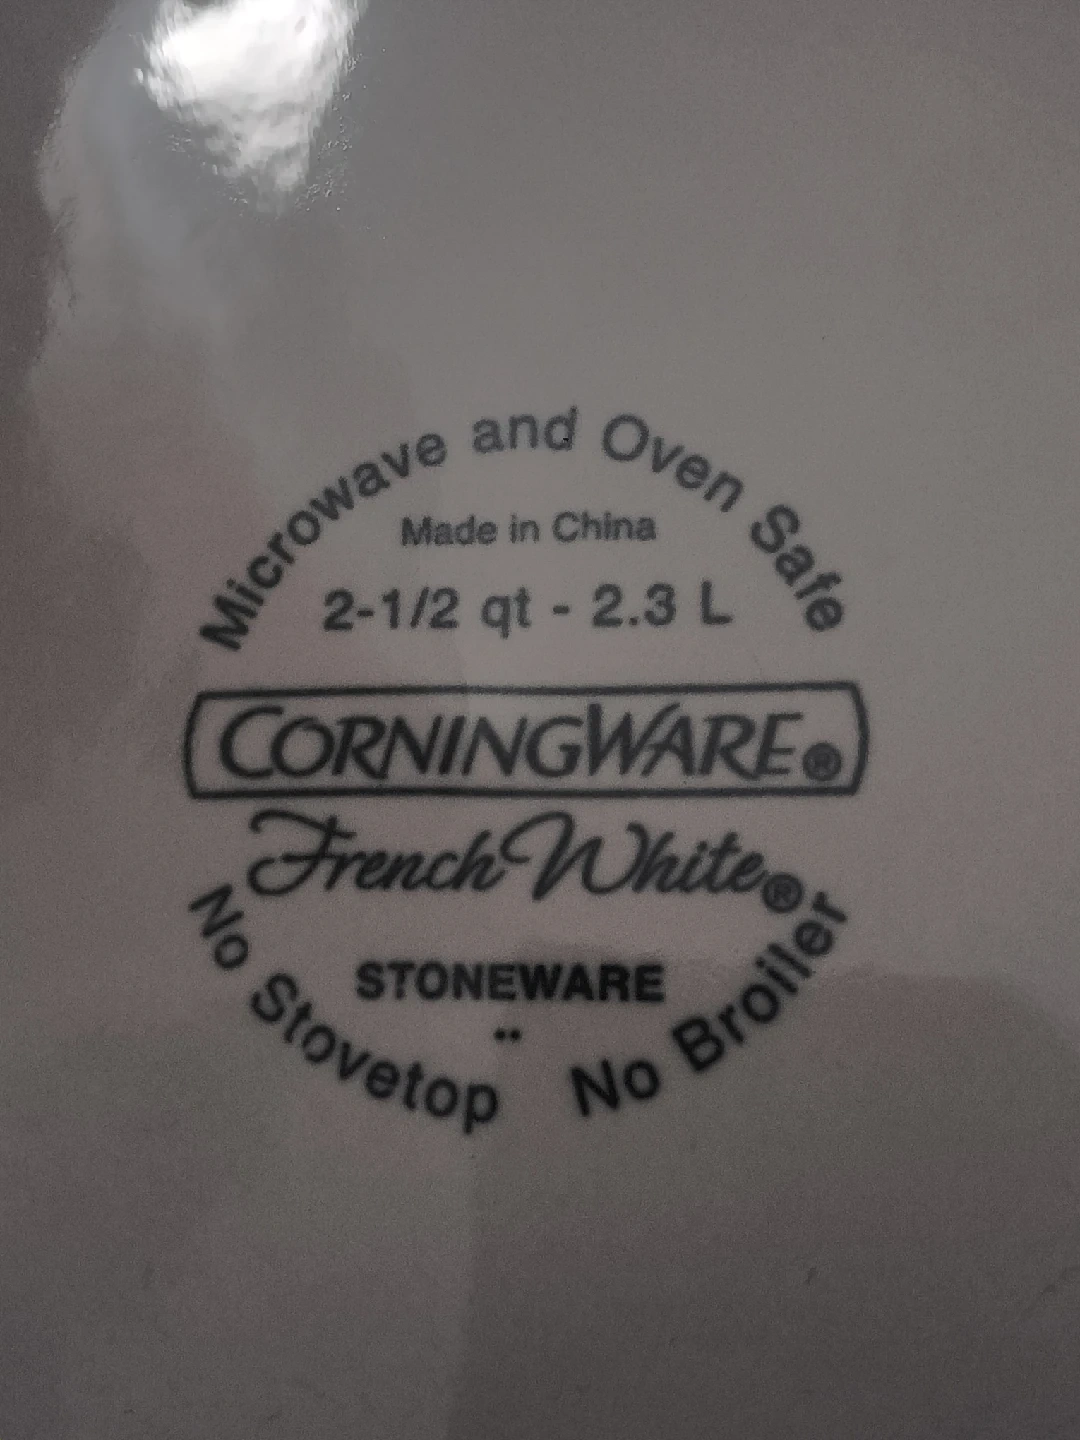 Microwave and Oven Safe
Made in China
2-1/2 qt - 2.3 L
CORNINGWARE®
French White®
STONEWARE
No Stovetop No Broiler